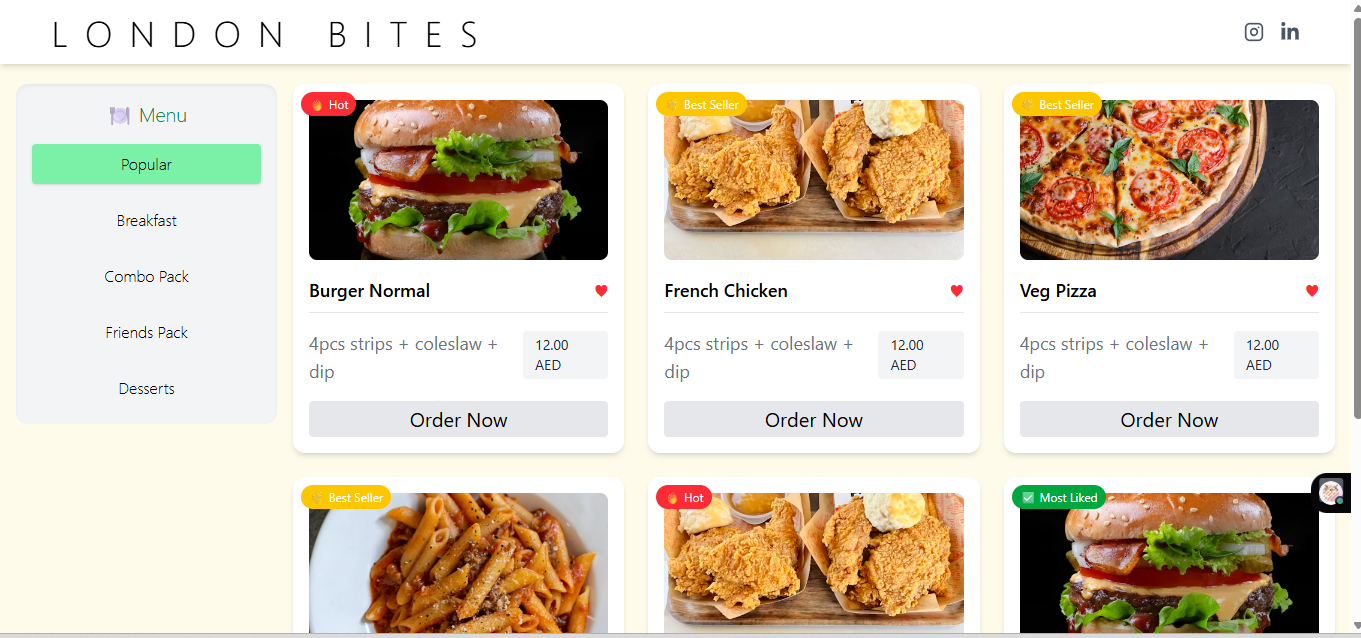 LONDON BITES
Menu
Popular
Breakfast
Combo Pack
Friends Pack
Desserts
Hot
Burger Normal
4pcs strips + coleslaw +
dip
12.00
AED
Order Now
Best Seller
French Chicken
4pcs strips + coleslaw +
dip
12.00
AED
Order Now
Best Seller
Veg Pizza
4pcs strips + coleslaw +
dip
12.00
AED
Order Now
Best Seller
Hot
Most Liked